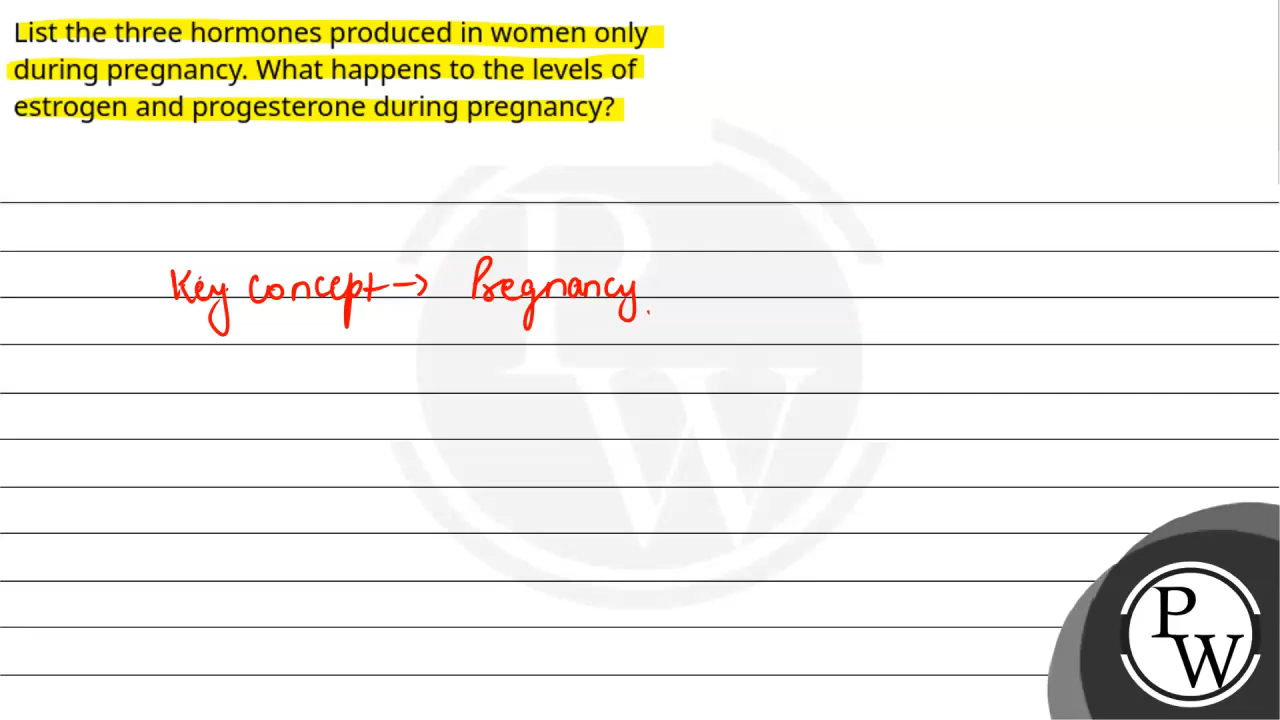 List the three hormones produced in women only
during pregnancy. What happens to the levels of
estrogen and progesterone during pregnancy?
Key concept → Pregnancy.
P
W
P
W